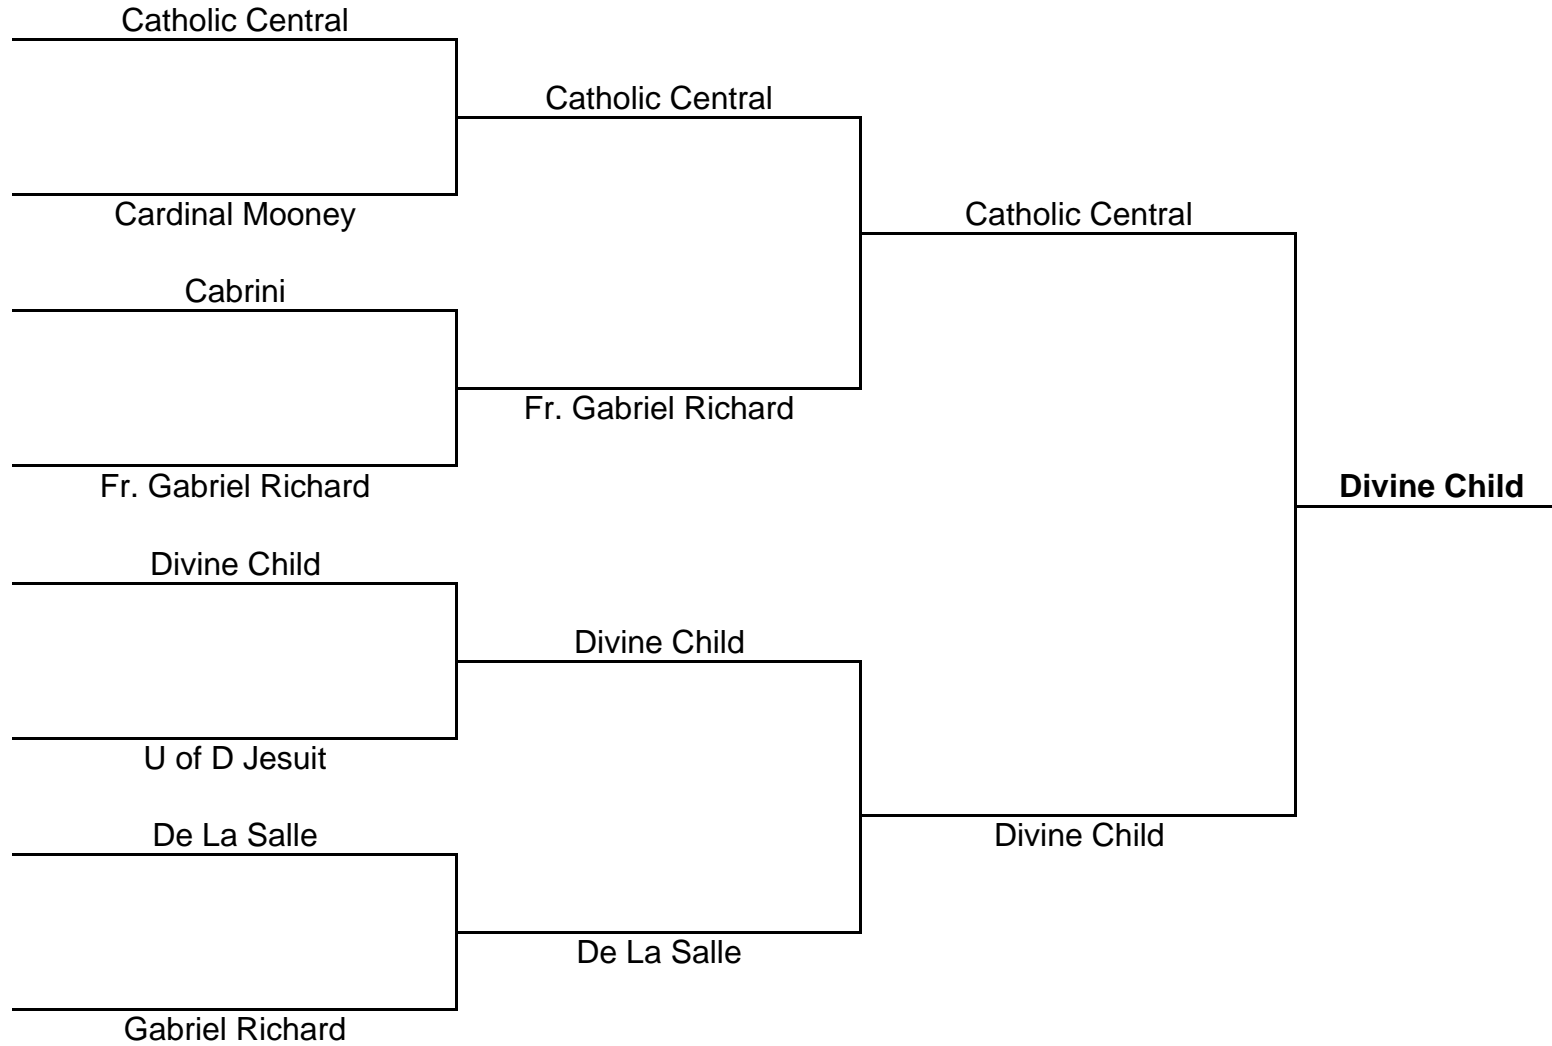 Catholic Central
Catholic Central
Cardinal Mooney
Catholic Central
Cabrini
Fr. Gabriel Richard
Fr. Gabriel Richard
Divine Child
Divine Child
Divine Child
U of D Jesuit
De La Salle
Divine Child
De La Salle
Gabriel Richard